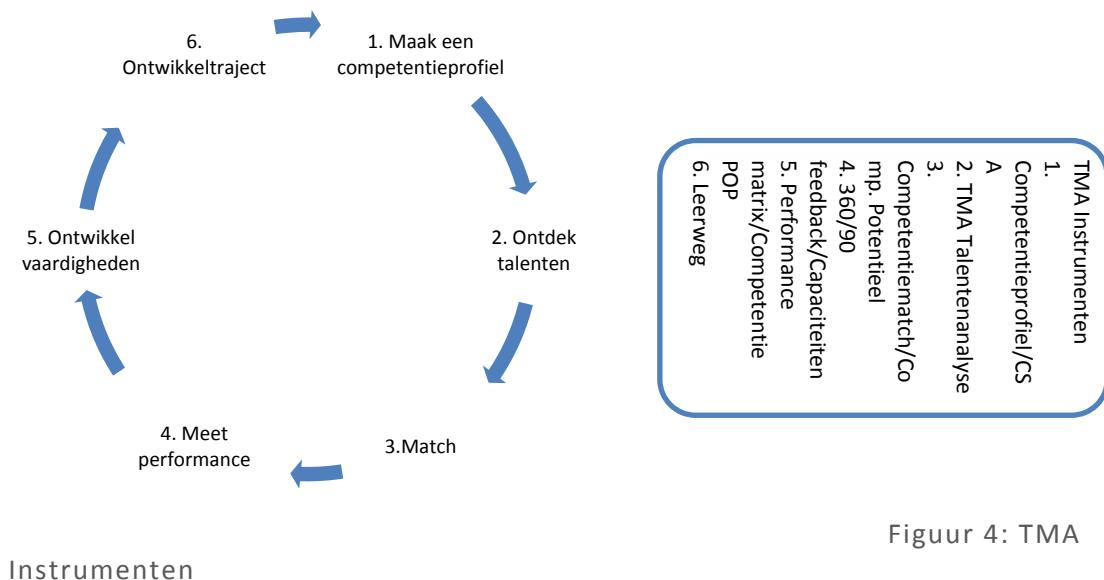 6.
Ontwikkeltraject
1. Maak een
competentieprofiel
2. Ontdek
talenten
3.Match
4. Meet
performance
5. Ontwikkel
vaardigheden
TMA Instrumenten
1.
Competentieprofiel/CS
A
2. TMA Talentenanalyse
3.
Competentiematch/Co
mp. Potentieel
4. 360/90
feedback/Capaciteiten
5. Performance
matrix/Competentie
POP
6. Leerweg
Figuur 4: TMA
Instrumenten